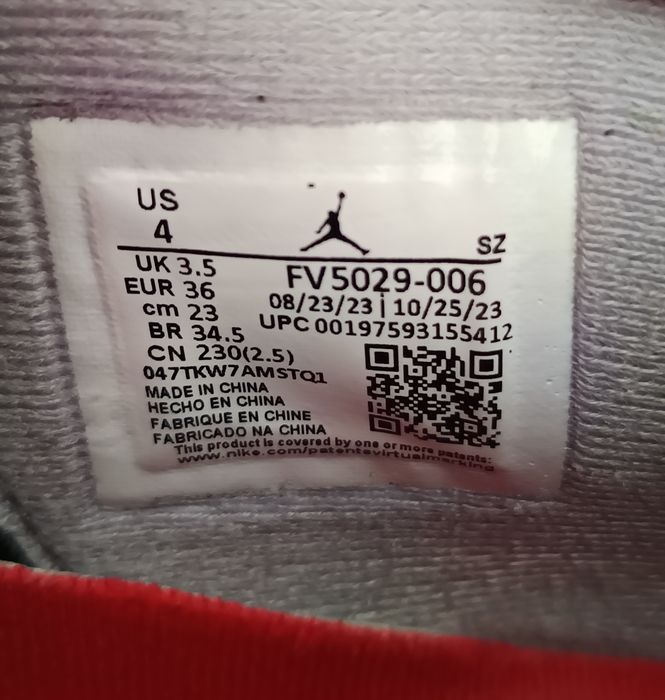 US
4
SZ
UK 3.5
EUR 36
cm 23
BR 34.5
CN 230(2.5)
047TKW7AMSTQ1
FV5029-006
08/23/23 | 10/25/23
UPC 00197593155412
MADE IN CHINA
HECHO EN CHINA
FABRIQUE EN CHINE
FABRICADO NA CHINA
This product is covered by one or more patents:
www.nike.com/patentsvirtualmarking